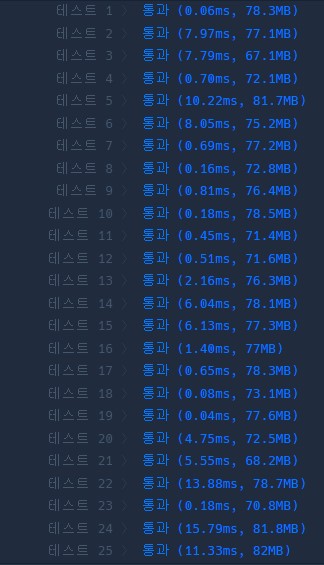 테스트 1 〉 통과 (0.06ms, 78.3MB)
테스트 2 〉 통과 (7.97ms, 77.1MB)
테스트 3 〉 통과 (7.79ms, 67.1MB)
테스트 4 〉 통과 (0.70ms, 72.1MB)
테스트 5 〉 통과 (10.22ms, 81.7MB)
테스트 6 〉 통과 (8.05ms, 75.2MB)
테스트 7 〉 통과 (0.69ms, 77.2MB)
테스트 8 〉 통과 (0.16ms, 72.8MB)
테스트 9 〉 통과 (0.81ms, 76.4MB)
테스트 10 〉 통과 (0.18ms, 78.5MB)
테스트 11 〉 통과 (0.45ms, 71.4MB)
테스트 12 〉 통과 (0.51ms, 71.6MB)
테스트 13 〉 통과 (2.16ms, 76.3MB)
테스트 14 〉 통과 (6.04ms, 78.1MB)
테스트 15 〉 통과 (6.13ms, 77.3MB)
테스트 16 〉 통과 (1.40ms, 77MB)
테스트 17 〉 통과 (0.65ms, 78.3MB)
테스트 18 〉 통과 (0.08ms, 73.1MB)
테스트 19 〉 통과 (0.04ms, 77.6MB)
테스트 20 〉 통과 (4.75ms, 72.5MB)
테스트 21 〉 통과 (5.55ms, 68.2MB)
테스트 22 〉 통과 (13.88ms, 78.7MB)
테스트 23 〉 통과 (0.18ms, 70.8MB)
테스트 24 〉 통과 (15.79ms, 81.8MB)
테스트 25 〉 통과 (11.33ms, 82MB)